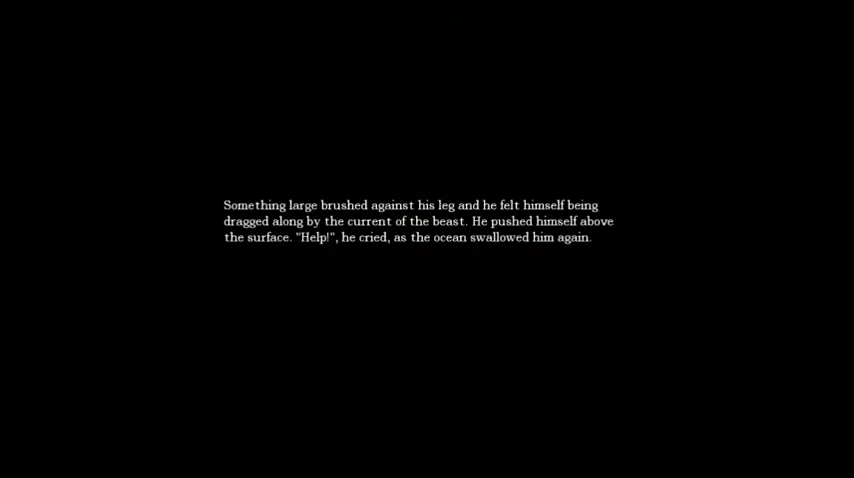 Something large brushed against his leg and he felt himself being
dragged along by the current of the beast. He pushed himself above
the surface. "Help!", he cried, as the ocean swallowed him again.